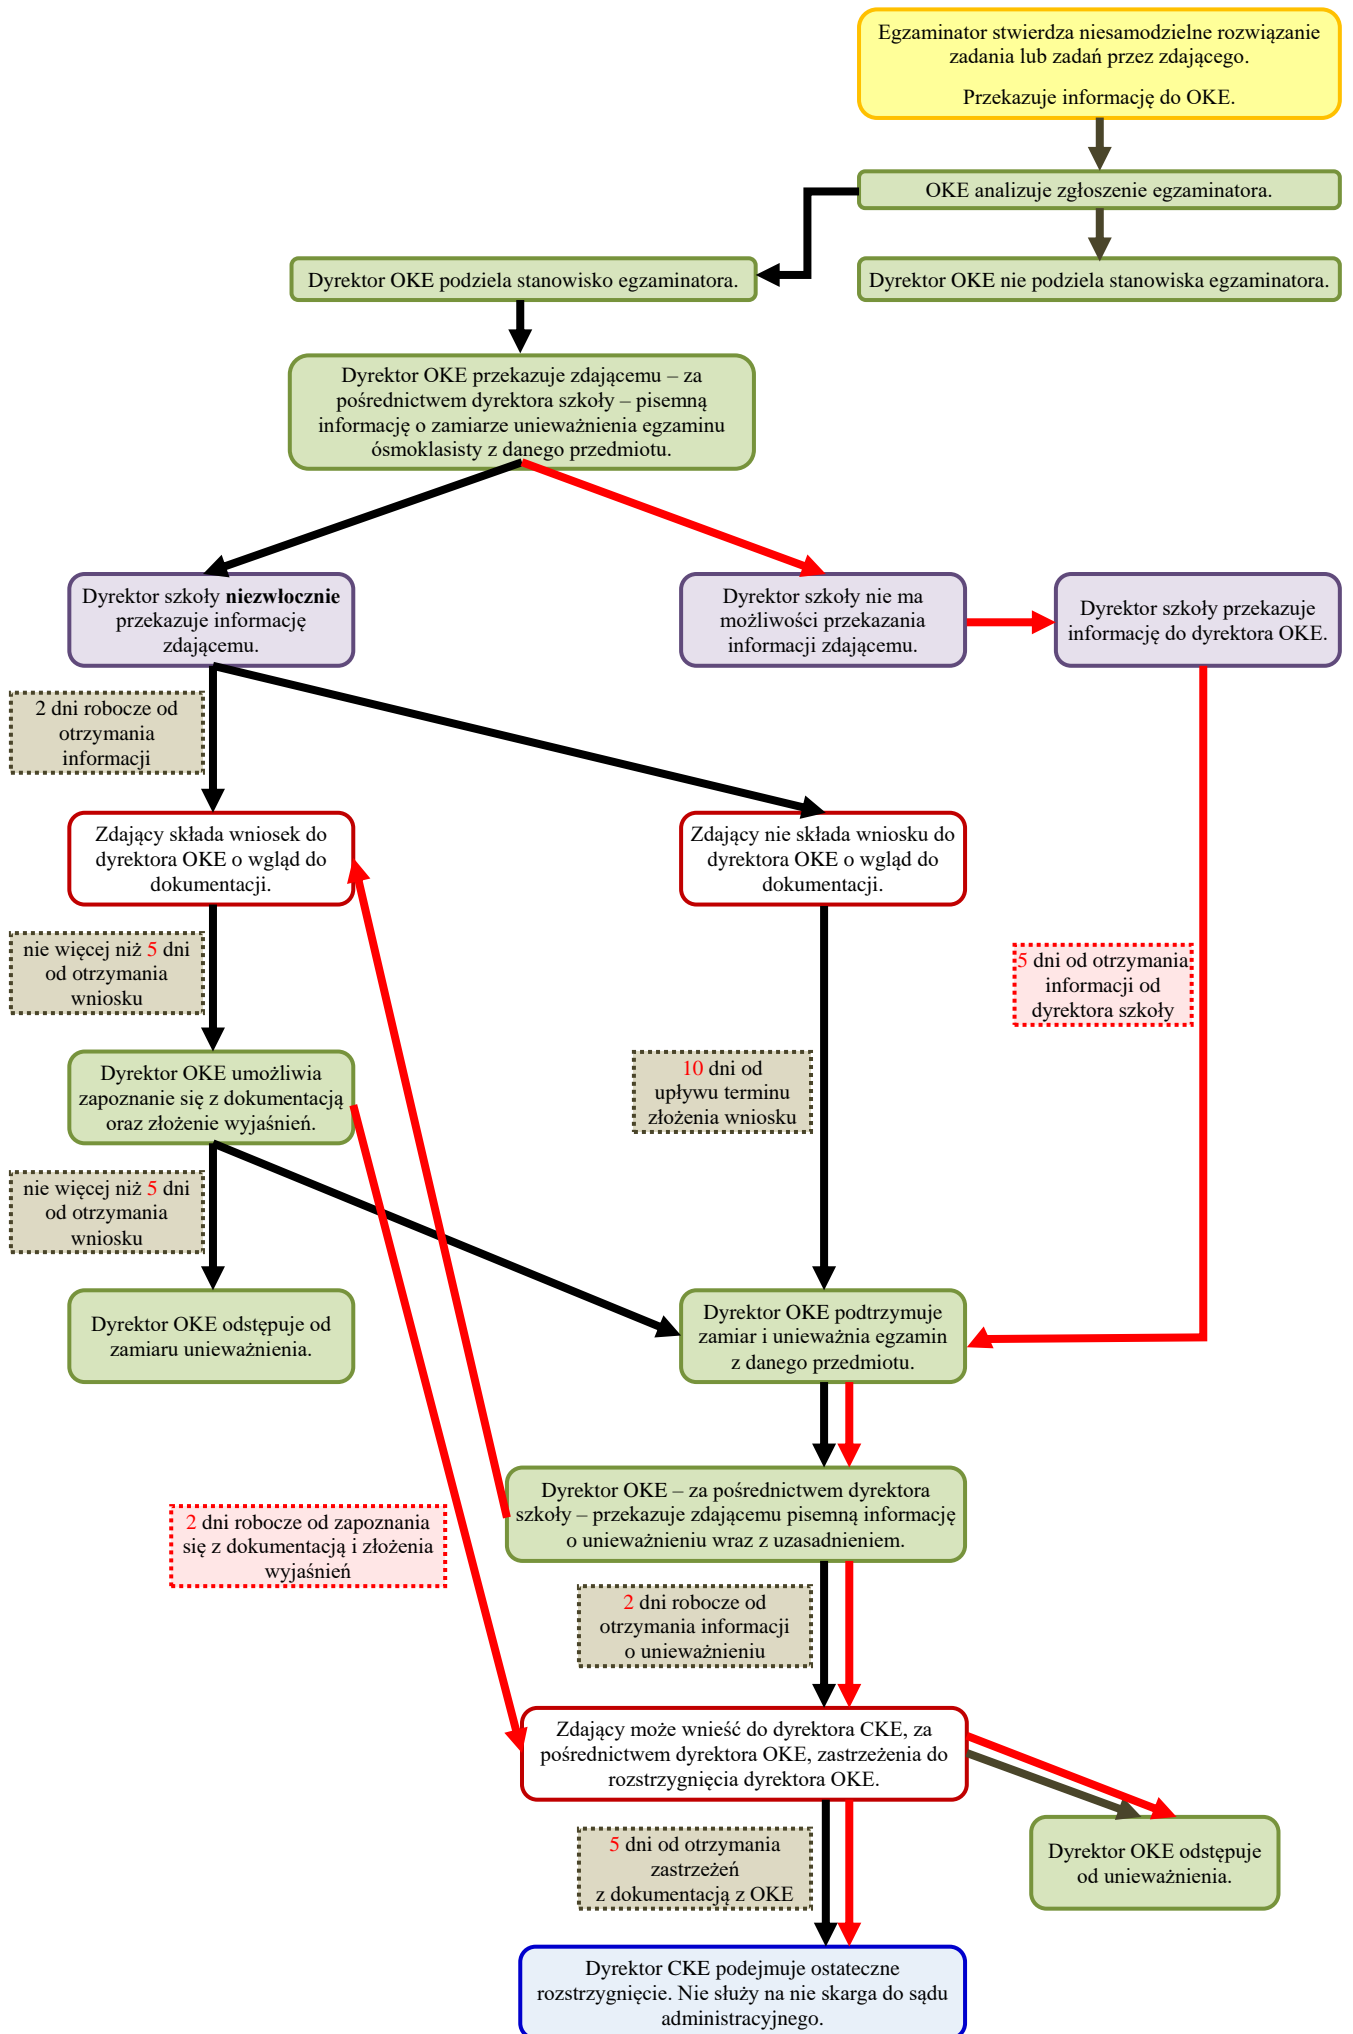 Egzaminator stwierdza niesamodzielne rozwiązanie
zadania lub zadań przez zdającego.
Przekazuje informację do OKE.
OKE analizuje zgłoszenie egzaminatora.
Dyrektor OKE podziela stanowisko egzaminatora.
Dyrektor OKE nie podziela stanowiska egzaminatora.
Dyrektor OKE przekazuje zdającemu – za
pośrednictwem dyrektora szkoły – pisemną
informację o zamiarze unieważnienia egzaminu
ósmoklasisty z danego przedmiotu.
Dyrektor szkoły niezwłocznie
przekazuje informację
zdającemu.
Dyrektor szkoły nie ma
możliwości przekazania
informacji zdającemu.
Dyrektor szkoły przekazuje
informację do dyrektora OKE.
2 dni robocze od
otrzymania
informacji
Zdający składa wniosek do
dyrektora OKE o wgląd do
dokumentacji.
Zdający nie składa wniosku do
dyrektora OKE o wgląd do
dokumentacji.
nie więcej niż 5 dni
od otrzymania
wniosku
5 dni od otrzymania
informacji od
dyrektora szkoły
Dyrektor OKE umożliwia
zapoznanie się z dokumentacją
oraz złożenie wyjaśnień.
10 dni od
upływu terminu
złożenia wniosku
nie więcej niż 5 dni
od otrzymania
wniosku
Dyrektor OKE odstępuje od
zamiaru unieważnienia.
Dyrektor OKE podtrzymuje
zamiar i unieważnia egzamin
z danego przedmiotu.
Dyrektor OKE – za pośrednictwem dyrektora
szkoły – przekazuje zdającemu pisemną informację
o unieważnieniu wraz z uzasadnieniem.
2 dni robocze od zapoznania
się z dokumentacją i złożenia
wyjaśnień
2 dni robocze od
otrzymania informacji
o unieważnieniu
Zdający może wnieść do dyrektora CKE, za
pośrednictwem dyrektora OKE, zastrzeżenia do
rozstrzygnięcia dyrektora OKE.
5 dni od otrzymania
zastrzeżeń
z dokumentacją z OKE
Dyrektor OKE odstępuje
od unieważnienia.
Dyrektor CKE podejmuje ostateczne
rozstrzygnięcie. Nie służy na nie skarga do sądu
administracyjnego.